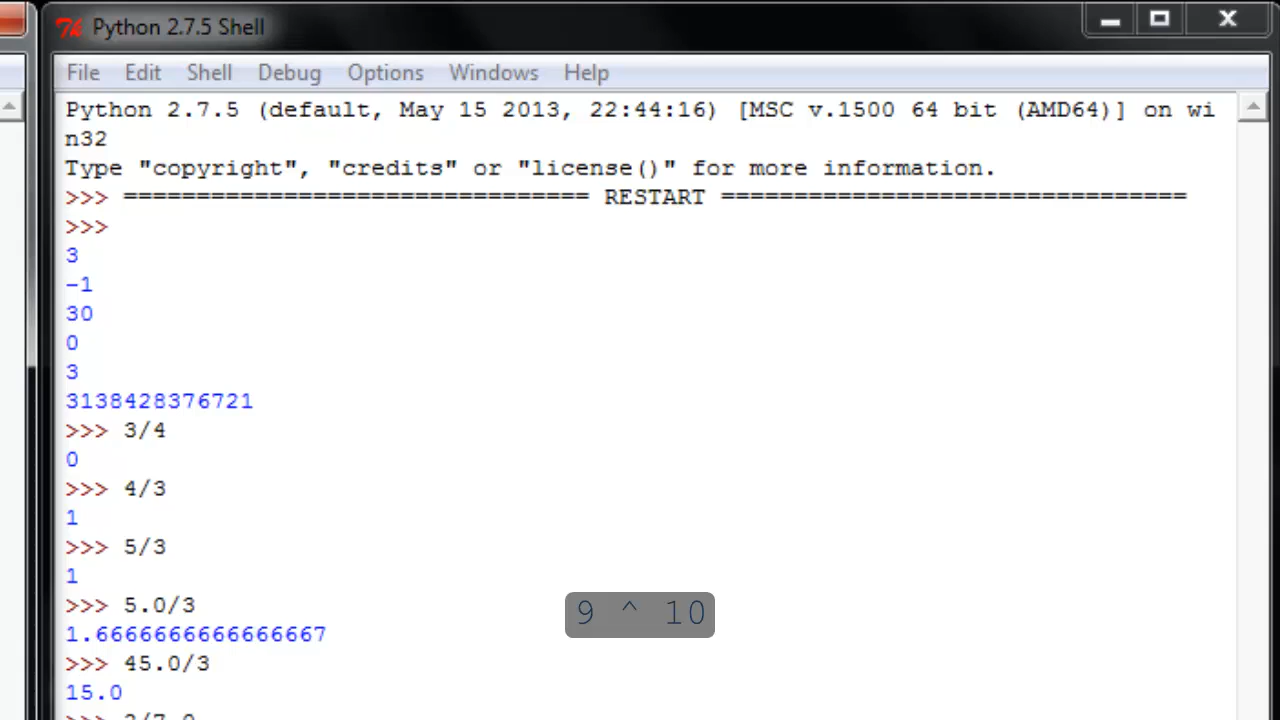 Python 2.7.5 Shell
File Edit Shell Debug Options Windows Help
Python 2.7.5 (default, May 15 2013, 22:44:16) [MSC v.1500 64 bit (AMD64)] on wi
n32
Type "copyright", "credits" or "license()" for more information.
>>> ================================ RESTART ================================
>>>
3
-1
30
0
3
3138428376721
>>> 3/4
0
>>> 4/3
1
>>> 5/3
1
>>> 5.0/3
9 ^ 10
1.6666666666666667
>>> 45.0/3
15.0